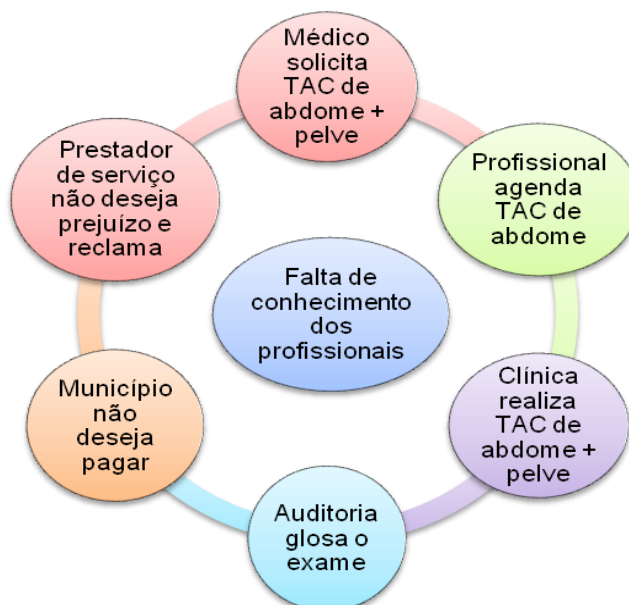 Médico
solicita
TAC de
abdome +
pelve
Profissional
agenda
TAC de
abdome
Clínica
realiza
TAC de
abdome +
pelve
Auditoria
glosa o
exame
Município
não
deseja
pagar
Prestador
de serviço
não deseja
prejuízo e
reclama
Falta de
conhecimento
dos
profissionais